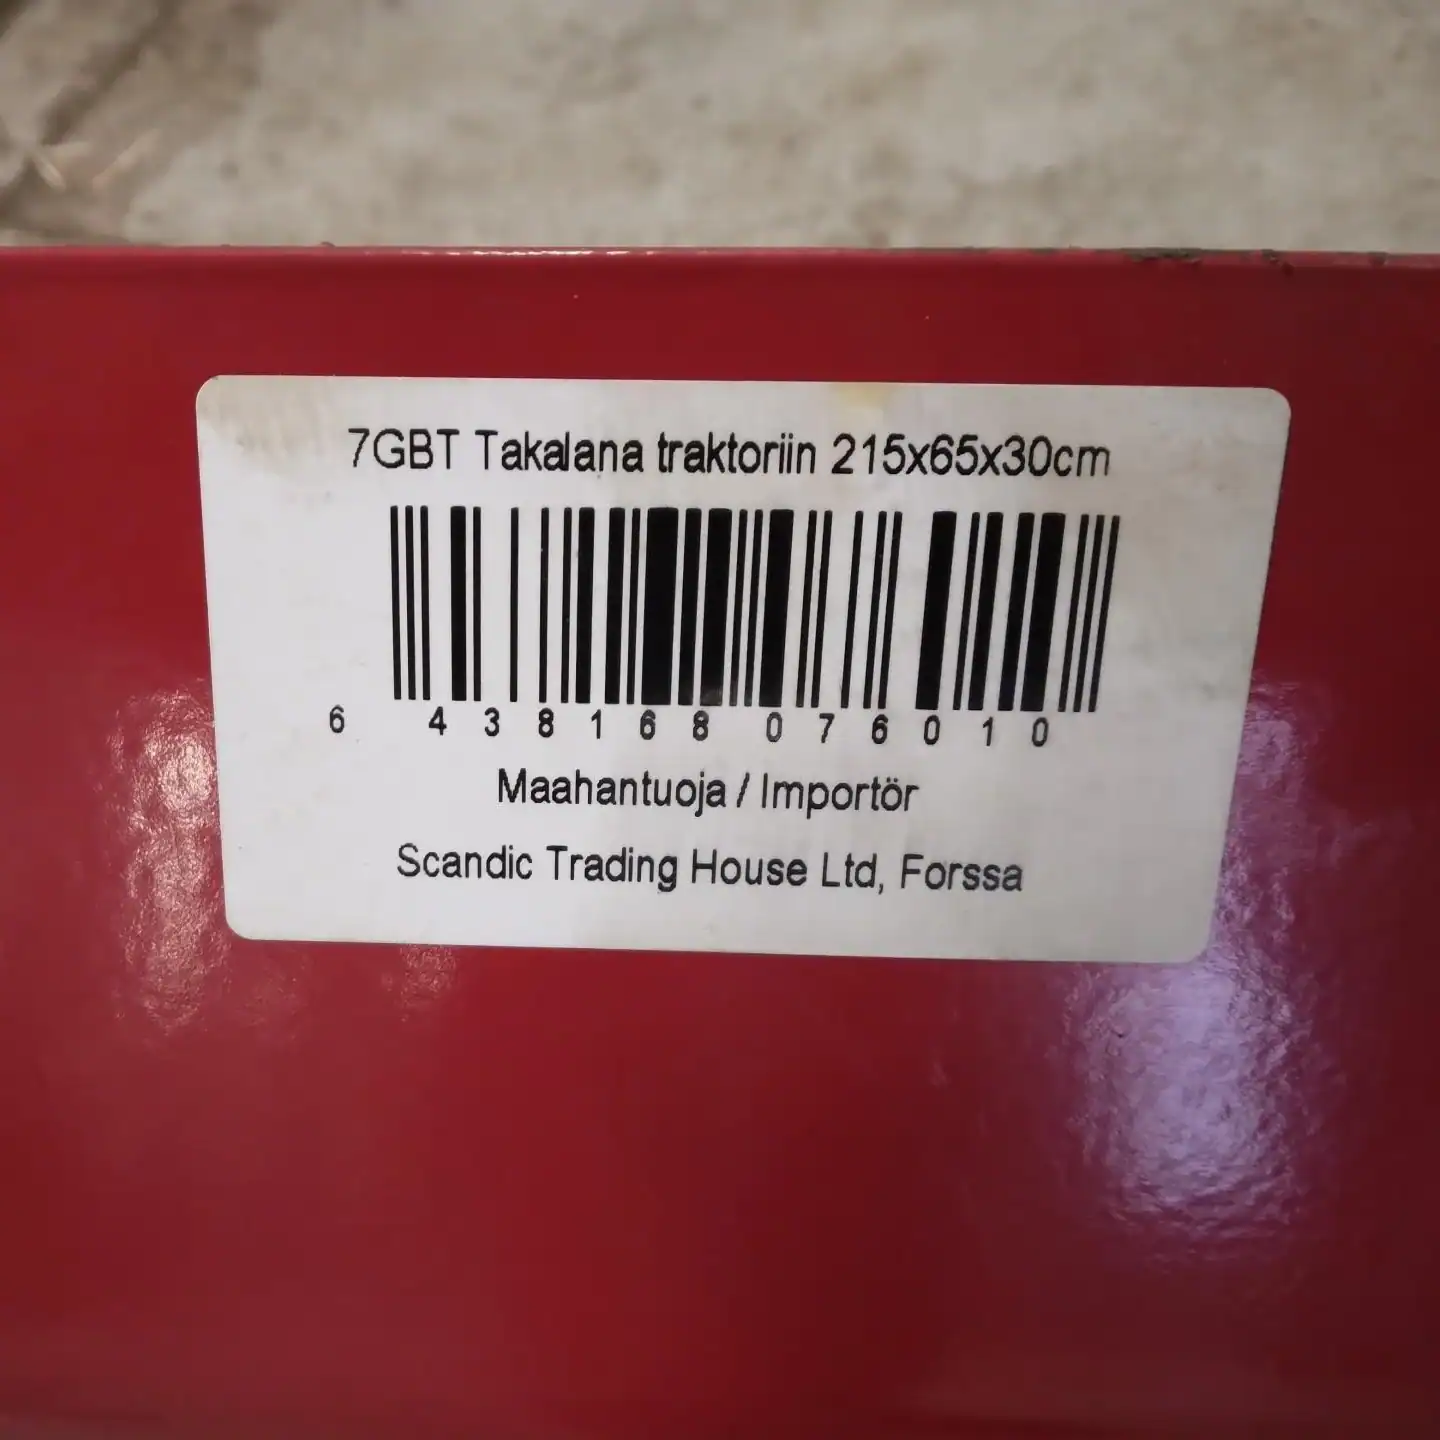 7GBT Takalana traktoriin 215x65x30cm
6 438168 076010
Maahantuoja / Importör
Scandic Trading House Ltd, Forssa